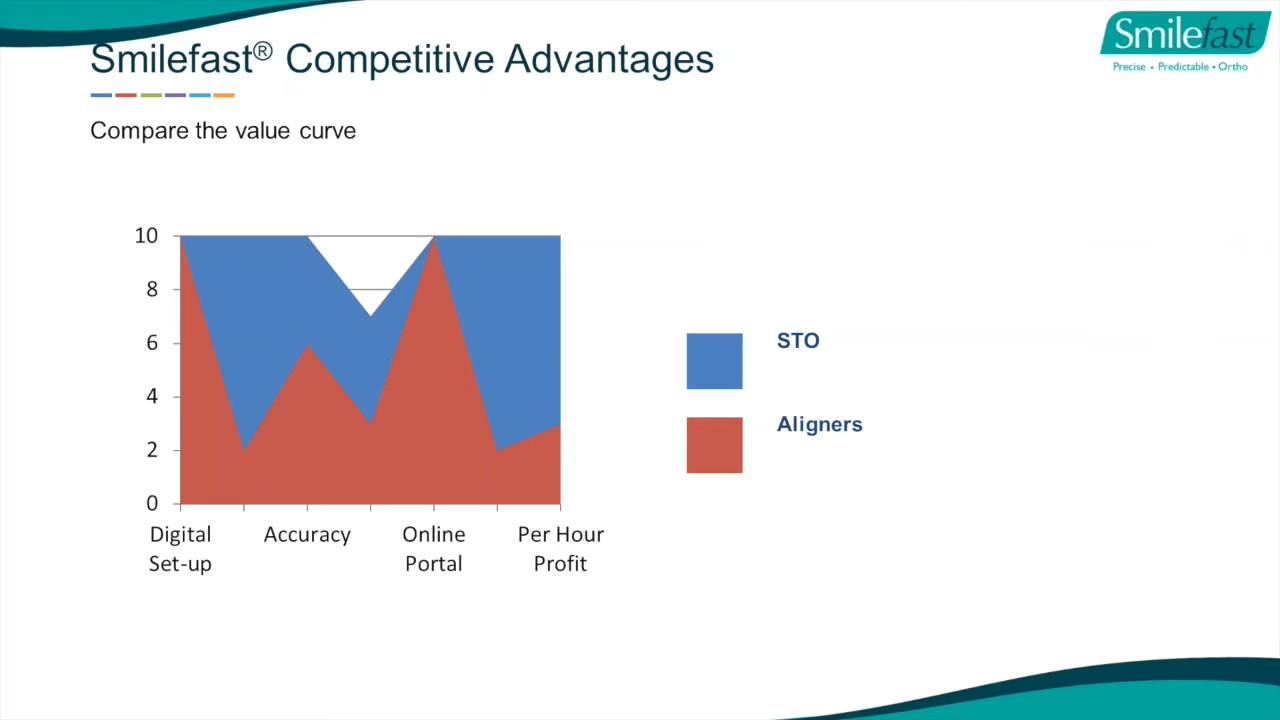 Smilefast® Competitive Advantages
Smilefast
Precise • Predictable • Ortho
Compare the value curve
10
8
6
4
2
0
Digital
Set-up
Accuracy
Online
Portal
Per Hour
Profit
STO
Aligners